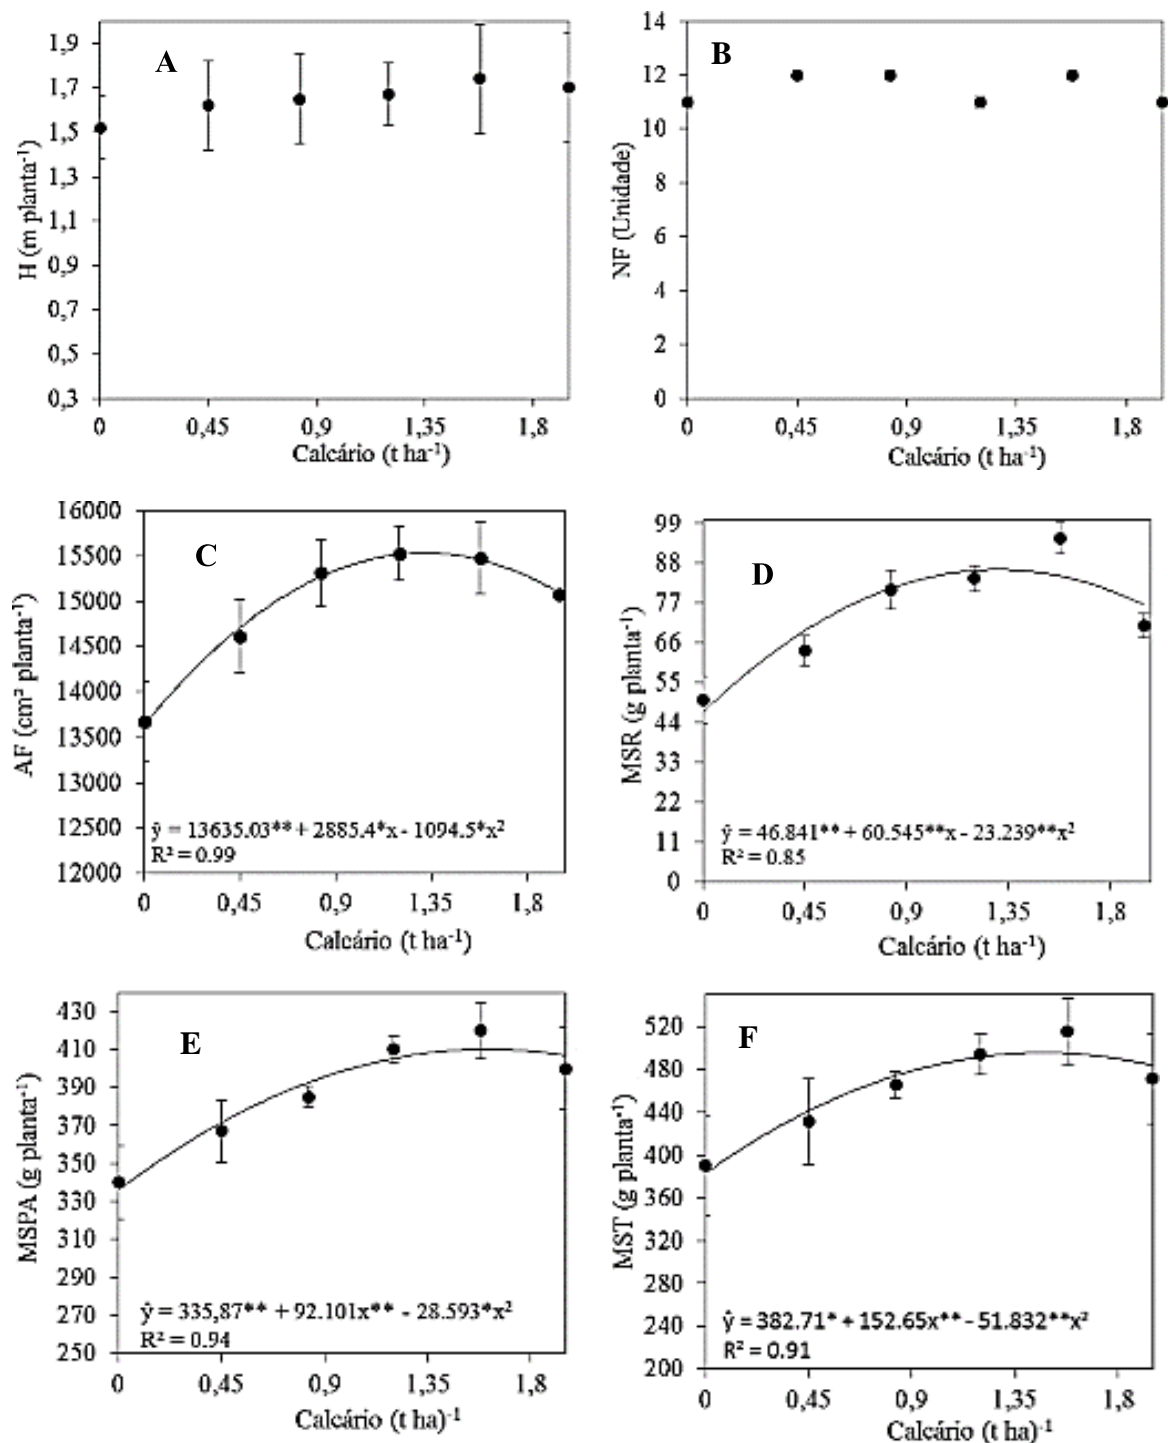 A
H (m planta⁻¹)
1,9
1,7
1,5
1,3
1,1
0,9
0,7
0,5
0,3
0 0,45 0,9 1,35 1,8
Calcário (t ha⁻¹)
B
NF (Unidade)
14
12
10
8
6
4
2
0
0 0,45 0,9 1,35 1,8
Calcário (t ha⁻¹)
C
AF (cm² planta⁻¹)
16000
15500
15000
14500
14000
13500
13000
12500
12000
ŷ = 13635.03** + 2885.4*x - 1094.5*x²
R² = 0.99
0 0,45 0,9 1,35 1,8
Calcário (t ha⁻¹)
D
MSR (g planta⁻¹)
99
88
77
66
55
44
33
22
11
0
ŷ = 46.841** + 60.545**x - 23.239**x²
R² = 0.85
0 0,45 0,9 1,35 1,8
Calcário (t ha⁻¹)
E
MSPA (g planta⁻¹)
430
410
390
370
350
330
310
290
270
250
ŷ = 335,87** + 92.101x** - 28.593*x²
R² = 0.94
0 0,45 0,9 1,35 1,8
Calcário (t ha)⁻¹
F
MST (g planta⁻¹)
520
480
440
400
360
320
280
240
200
ŷ = 382.71* + 152.65x** - 51.832**x²
R² = 0.91
0 0,45 0,9 1,35 1,8
Calcário (t ha)⁻¹